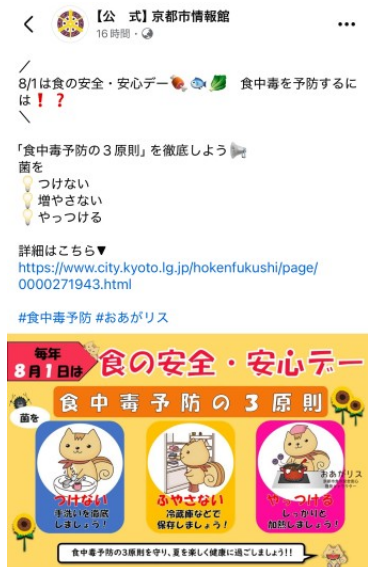 【公 式】京都市情報館
16時間・
/
8/1は食の安全・安心デー🍖🐟🥬 食中毒を予防するに
は❗❓
\
「食中毒予防の3原則」を徹底しよう📢
菌を
💡つけない
💡増やさない
💡やっつける
詳細はこちら▼
https://www.city.kyoto.lg.jp/hokenfukushi/page/
0000271943.html
#食中毒予防 #おあがリス
毎年
8月1日は
食の安全・安心デー
菌を
食中毒予防の3原則
つけない
手洗いを徹底
しましょう!
ふやさない
冷蔵庫などで
保存しましょう!
おあがリス
やっつける
しっかりと
加熱しましょう!
食中毒予防の3原則を守り、夏を楽しく健康に過ごしましょう!!